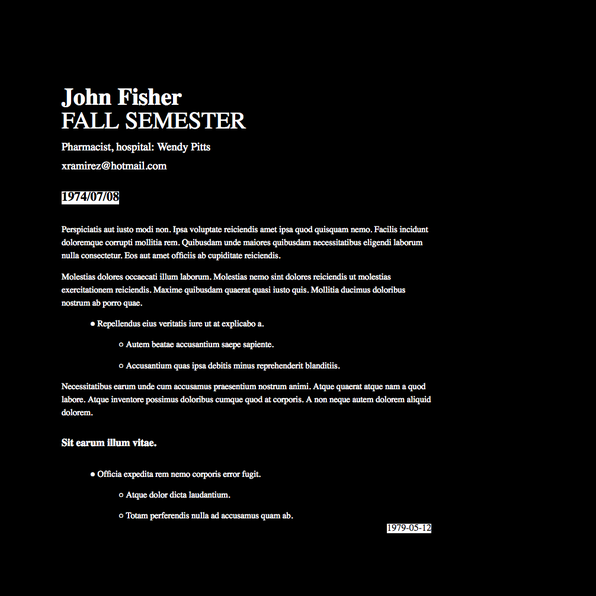 John Fisher
FALL SEMESTER
Pharmacist, hospital: Wendy Pitts
xramirez@hotmail.com
1974/07/08
Perspiciatis aut iusto modi non. Ipsa voluptate reiciendis amet ipsa quod quisquam nemo. Facilis incidunt
doloremque corrupti mollitia rem. Quibusdam unde maiores quibusdam necessitatibus eligendi laborum
nulla consectetur. Eos aut amet officiis ab cupiditate reiciendis.
Molestias dolores occaecati illum laborum. Molestias nemo sint dolores reiciendis ut molestias
exercitationem reiciendis. Maxime quibusdam quaerat quasi iusto quis. Mollitia ducimus doloribus
nostrum ab porro quae.
● Repellendus eius veritatis iure ut at explicabo a.
○ Autem beatae accusantium saepe sapiente.
○ Accusantium quas ipsa debitis minus reprehenderit blanditiis.
Necessitatibus earum unde cum accusamus praesentium nostrum animi. Atque quaerat atque nam a quod
labore. Atque inventore possimus doloribus cumque quod at corporis. A non neque autem dolorem aliquid
dolorem.
Sit earum illum vitae.
● Officia expedita rem nemo corporis error fugit.
○ Atque dolor dicta laudantium.
○ Totam perferendis nulla ad accusamus quam ab.
1979-05-12